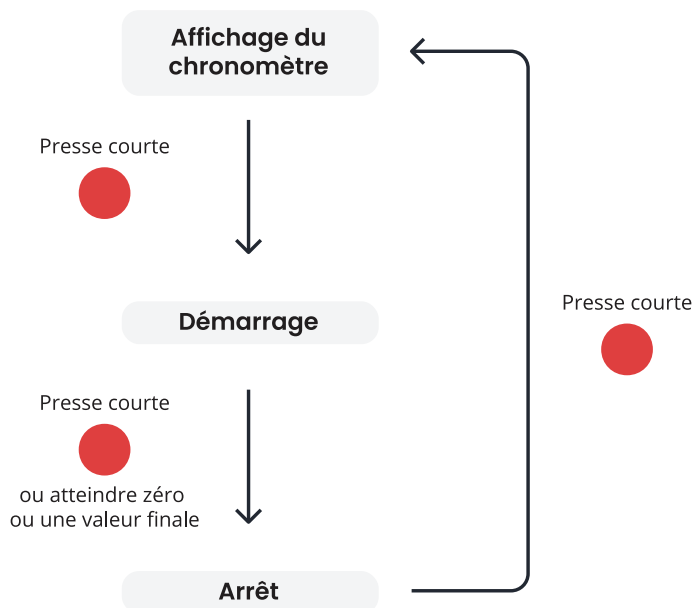 Affichage du
chronomètre
Presse courte
Démarrage
Presse courte
Presse courte
ou atteindre zéro
ou une valeur finale
Arrêt